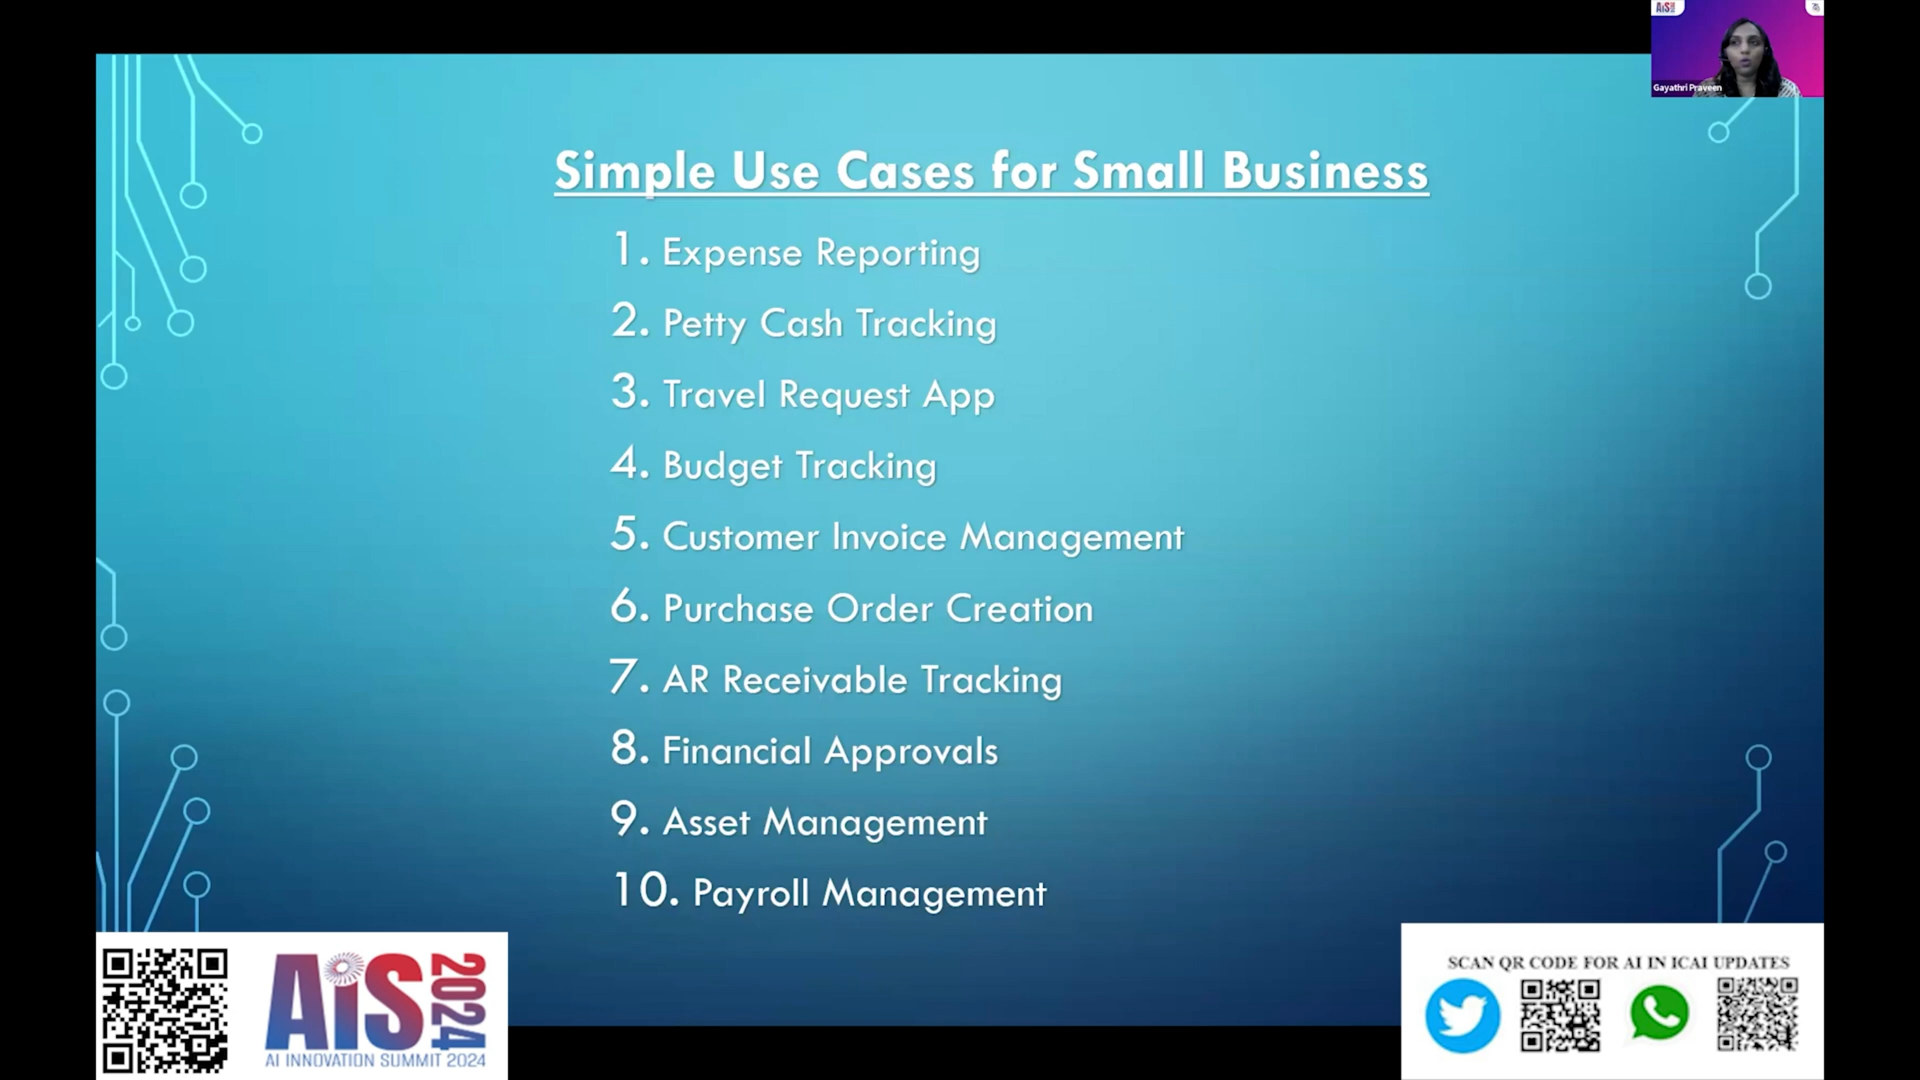 AiS
Gayathri Praveen
Simple Use Cases for Small Business
1. Expense Reporting
2. Petty Cash Tracking
3. Travel Request App
4. Budget Tracking
5. Customer Invoice Management
6. Purchase Order Creation
7. AR Receivable Tracking
8. Financial Approvals
9. Asset Management
10. Payroll Management
AiS 2024
AI INNOVATION SUMMIT 2024
SCAN QR CODE FOR AI IN ICAI UPDATES